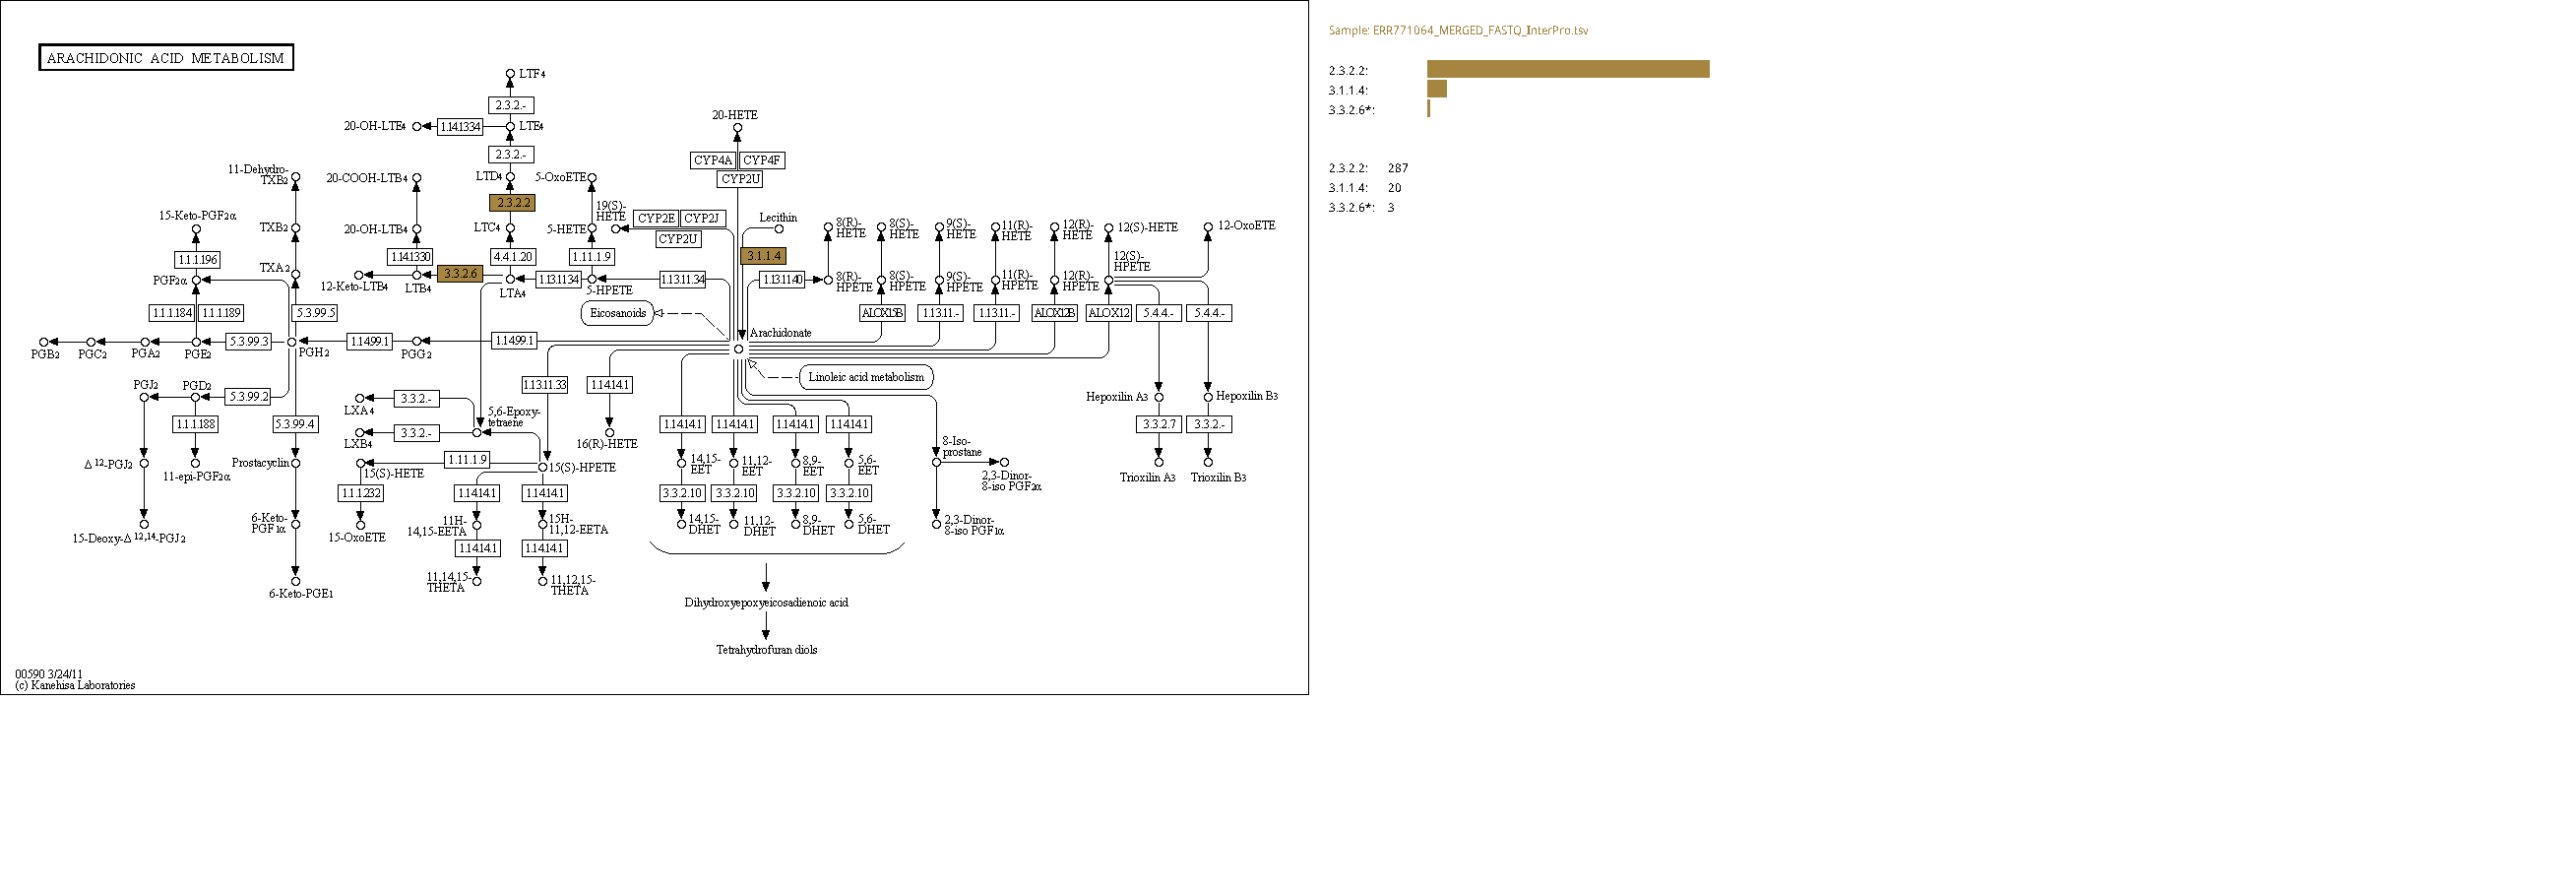 ARACHIDONIC ACID METABOLISM
Sample: ERR771064_MERGED_FASTQ_InterPro.tsv
2.3.2.2:
3.1.1.4:
3.3.2.6*:
2.3.2.2: 287
3.1.1.4: 20
3.3.2.6*: 3
LTF4
2.3.2.-
20-OH-LTE4
1.14.13.34
LTE4
2.3.2.-
20-HETE
CYP4A
CYP4F
CYP2U
11-Dehydro-
TXB2
20-COOH-LTB4
LTD4
5-OxoETE
2.3.2.2
19(S)-
HETE
CYP2E
CYP2J
CYP2U
Lecithin
15-Keto-PGF2α
TXB2
20-OH-LTB4
LTC4
5-HETE
8(R)-
HETE
8(S)-
HETE
9(S)-
HETE
11(R)-
HETE
12(R)-
HETE
12(S)-HETE
12-OxoETE
1.1.1.196
1.14.13.30
4.4.1.20
1.11.1.9
3.1.1.4
12(S)-
HPETE
PGF2α
TXA2
12-Keto-LTB4
LTB4
3.3.2.6
LTA4
1.13.11.34
5-HPETE
1.13.11.34
1.13.11.40
8(R)-
HPETE
8(S)-
HPETE
9(S)-
HPETE
11(R)-
HPETE
12(R)-
HPETE
1.1.1.184
1.1.1.189
5.3.99.5
Eicosanoids
ALOX15B
1.13.11.-
1.13.11.-
ALOX12B
ALOX12
5.4.4.-
5.4.4.-
Arachidonate
PGB2
PGC2
PGA2
PGE2
5.3.99.3
PGH2
1.14.99.1
PGG2
1.14.99.1
Linoleic acid metabolism
PGJ2
PGD2
5.3.99.2
1.13.11.33
1.14.14.1
LXA4
3.3.2.-
5,6-Epoxy-
tetraene
Hepoxilin A3
Hepoxilin B3
1.1.1.188
5.3.99.4
LXB4
3.3.2.-
16(R)-HETE
1.14.14.1
1.14.14.1
1.14.14.1
1.14.14.1
8-Iso-
prostane
3.3.2.7
3.3.2.-
Δ12-PGJ2
11-epi-PGF2α
Prostacyclin
15(S)-HETE
1.11.1.9
15(S)-HPETE
14,15-
EET
11,12-
EET
8,9-
EET
5,6-
EET
2,3-Dinor-
8-iso PGF2α
Trioxilin A3
Trioxilin B3
1.1.1.232
1.14.14.1
1.14.14.1
3.3.2.10
3.3.2.10
3.3.2.10
3.3.2.10
15-Deoxy-Δ12,14-PGJ2
6-Keto-
PGF1α
15-OxoETE
11H-
14,15-EETA
15H-
11,12-EETA
14,15-
DHET
11,12-
DHET
8,9-
DHET
5,6-
DHET
2,3-Dinor-
8-iso PGF1α
1.14.14.1
1.14.14.1
6-Keto-PGE1
11,14,15-
THETA
11,12,15-
THETA
Dihydroxyepoxyeicosadienoic acid
Tetrahydrofuran diols
00590 3/24/11
(c) Kanehisa Laboratories